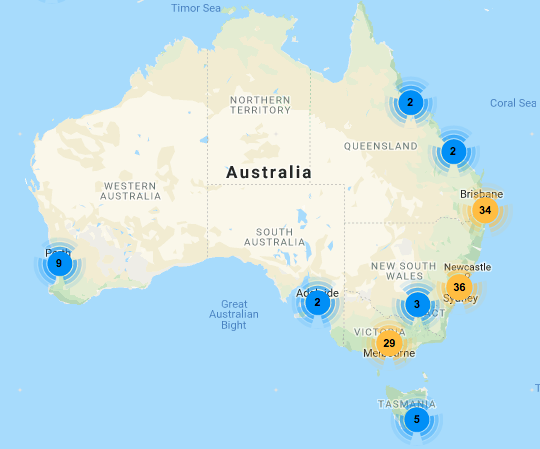 Timor Sea
NORTHERN
TERRITORY
2
Coral Sea
QUEENSLAND
2
Australia
WESTERN
AUSTRALIA
Brisbane
34
SOUTH
AUSTRALIA
Perth
9
NEW SOUTH
WALES
Newcastle
36
Sydney
Adelaide
2
3
ACT
Great
Australian
Bight
VICTORIA
29
Melbourne
TASMANIA
5